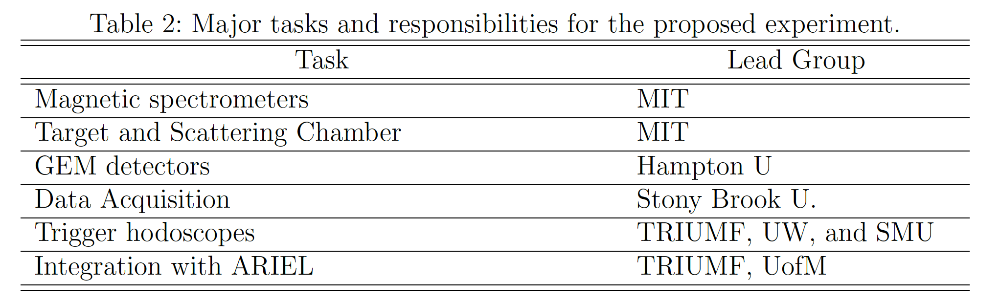 Table 2: Major tasks and responsibilities for the proposed experiment.
Task Lead Group
Magnetic spectrometers MIT
Target and Scattering Chamber MIT
GEM detectors Hampton U
Data Acquisition Stony Brook U.
Trigger hodoscopes TRIUMF, UW, and SMU
Integration with ARIEL TRIUMF, UofM